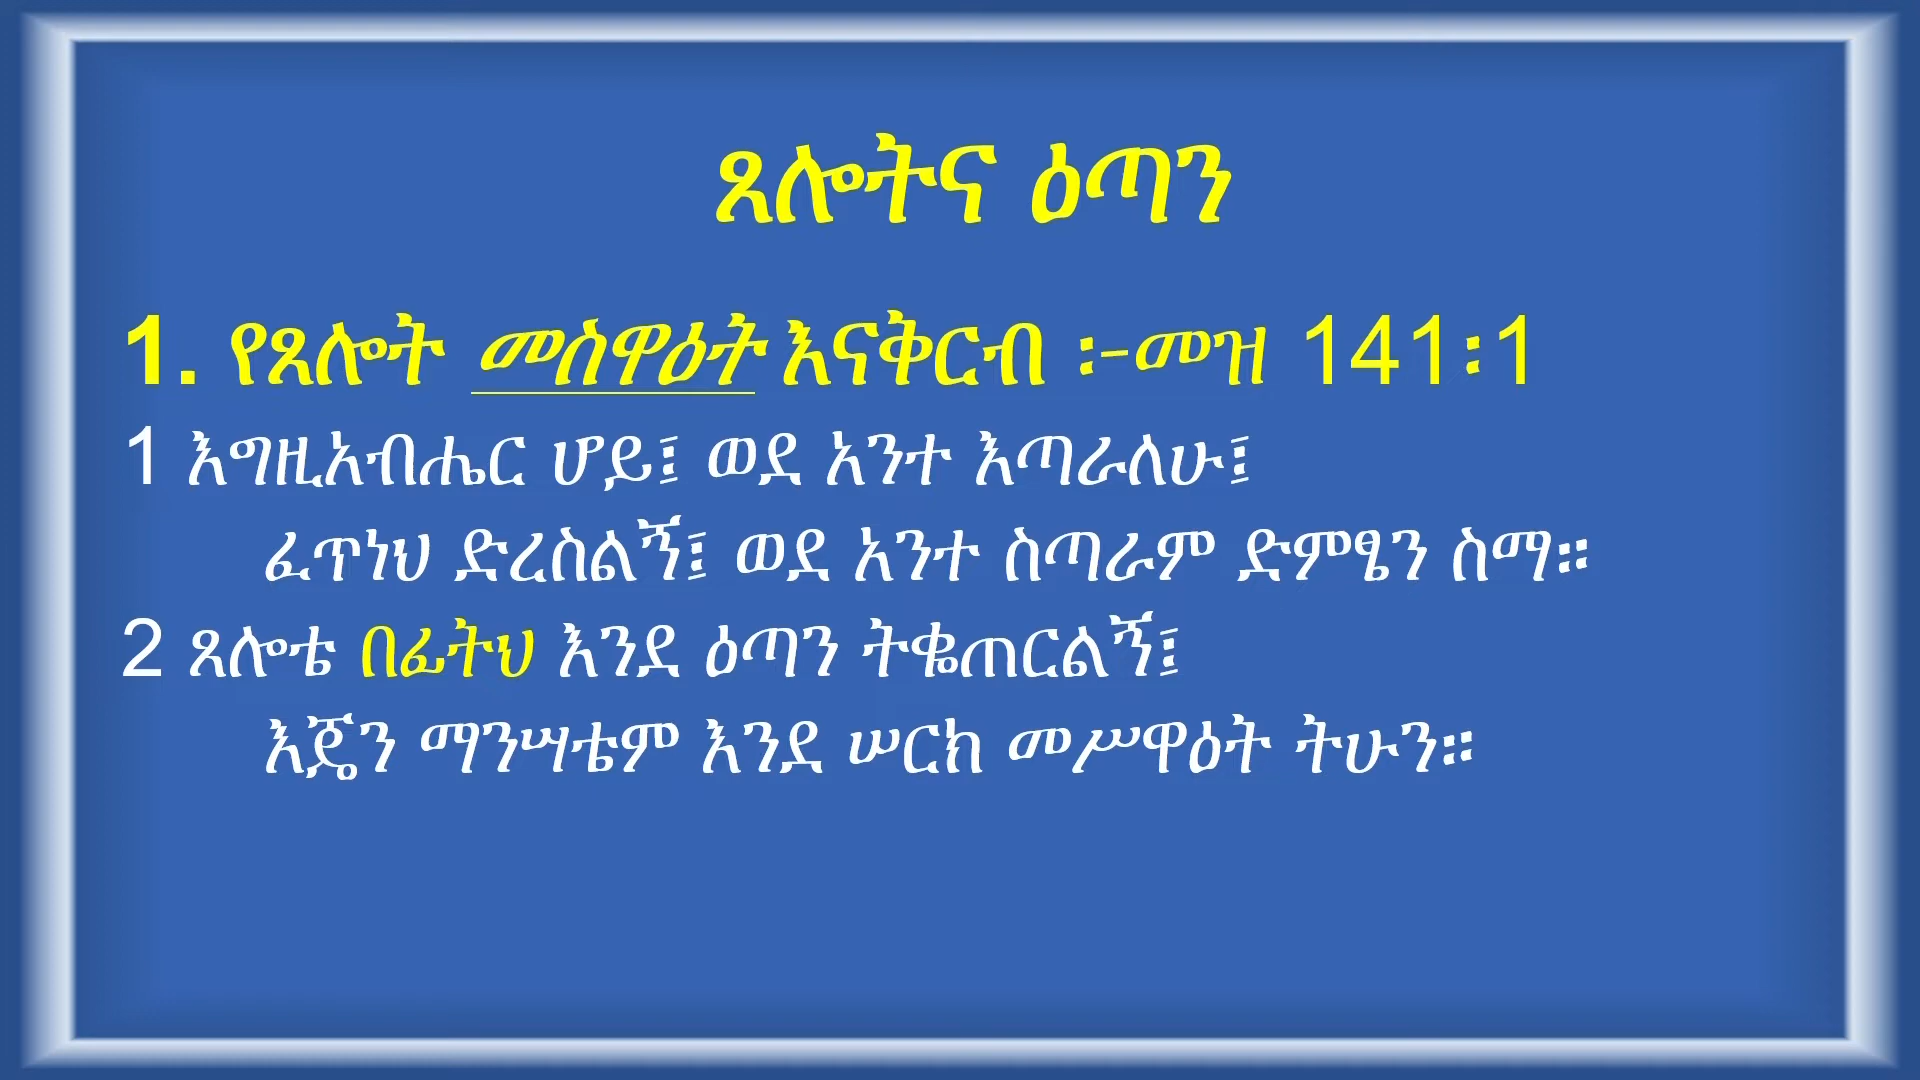 ጸሎትና ዕጣን
1. የጸሎት መስዋዕት እናቅርብ ፡-መዝ 141፡1
1 እግዚአብሔር ሆይ፤ ወደ አንተ እጣራለሁ፤
ፈጥነህ ድረስልኝ፤ ወደ አንተ ስጣራም ድምፄን ስማ።
2 ጸሎቴ በፊትህ እንደ ዕጣን ትቈጠርልኝ፤
እጄን ማንሣቴም እንደ ሠርክ መሥዋዕት ትሁን።